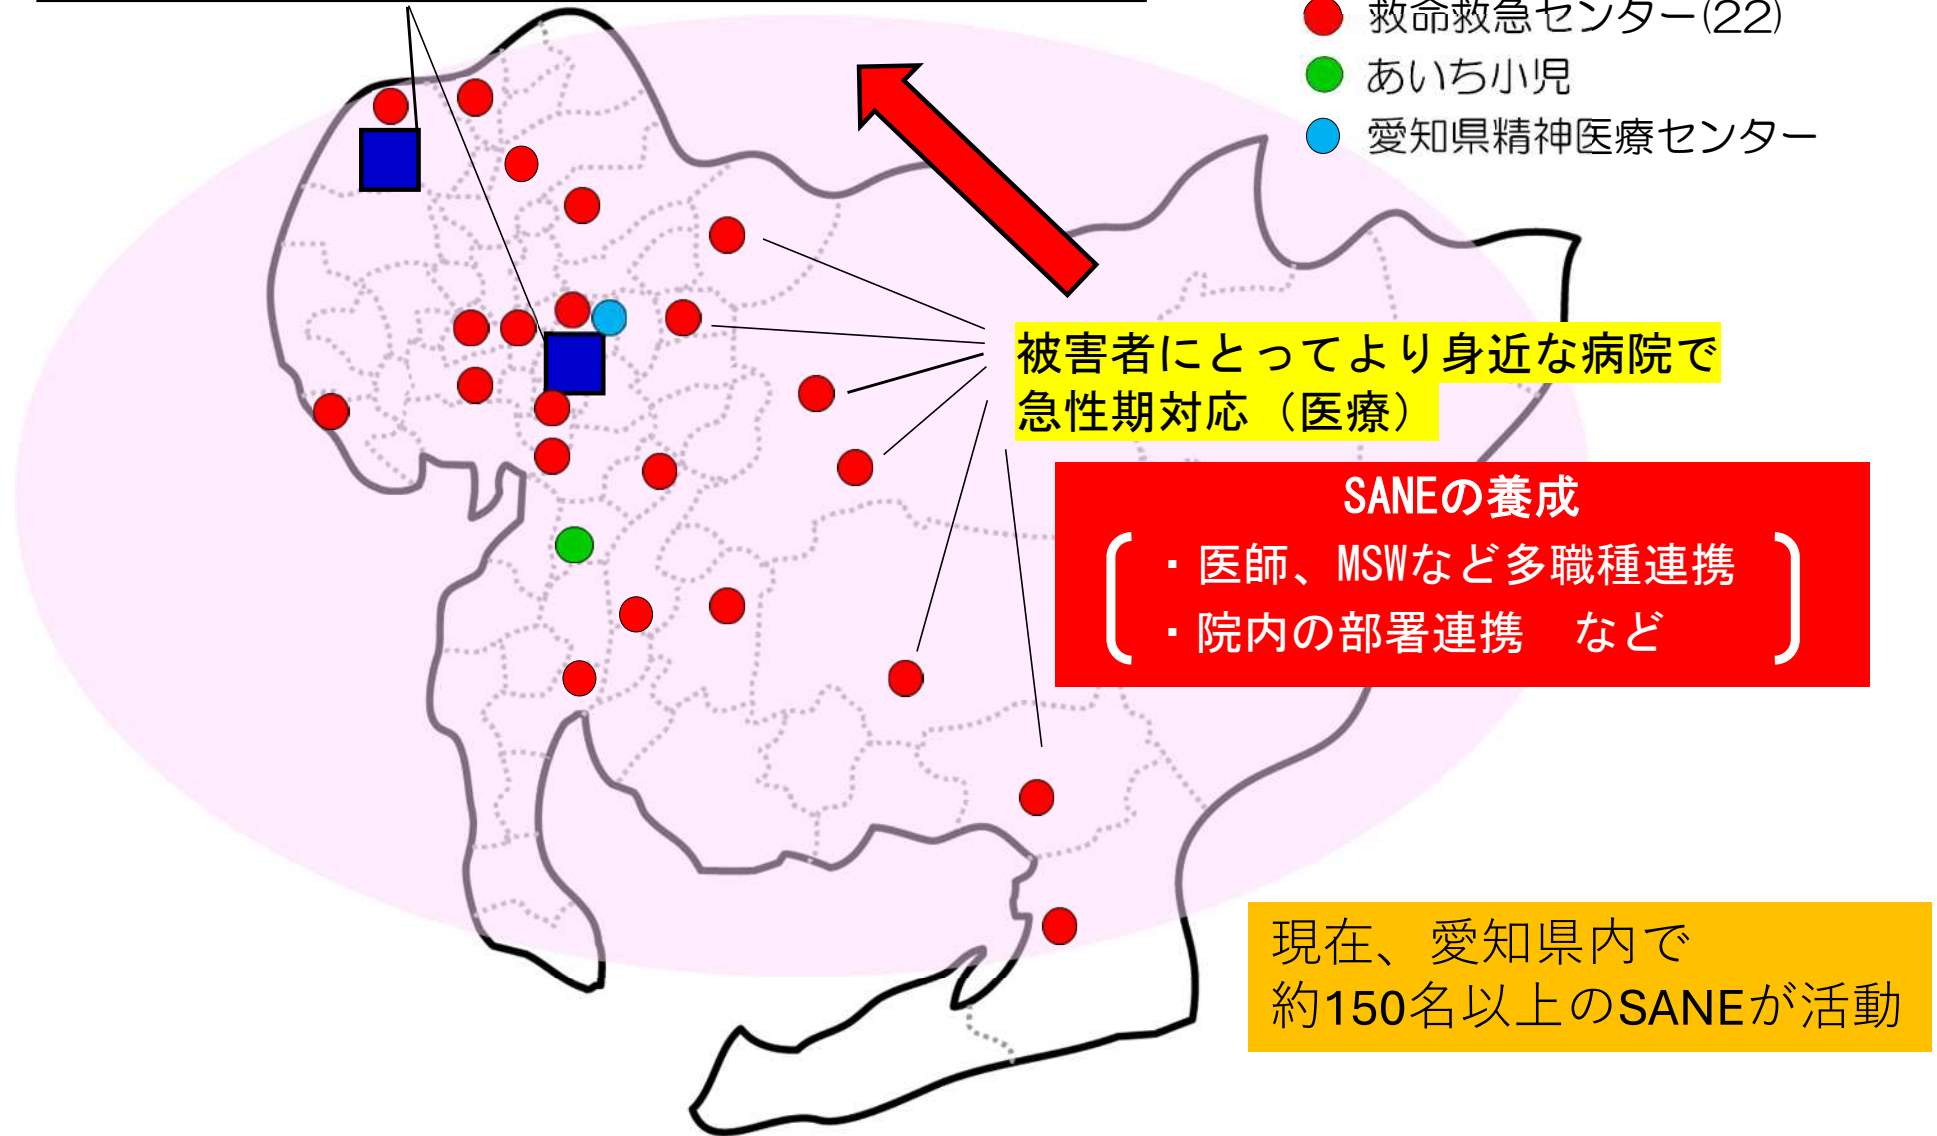 救命救急センター(22)
あいち小児
愛知県精神医療センター
被害者にとってより身近な病院で
急性期対応（医療）
SANEの養成
・医師、MSWなど多職種連携
・院内の部署連携　など
現在、愛知県内で
約150名以上のSANEが活動